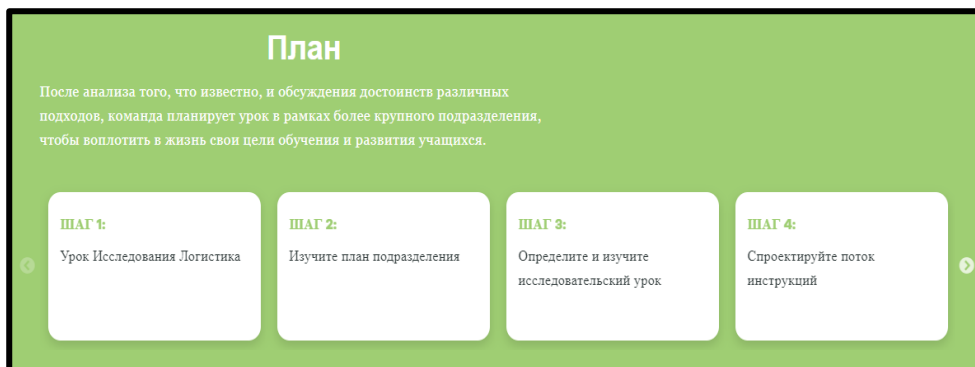 План
После анализа того, что известно, и обсуждения достоинств различных
подходов, команда планирует урок в рамках более крупного подразделения,
чтобы воплотить в жизнь свои цели обучения и развития учащихся.
ШАГ 1:
Урок Исследования Логистика
ШАГ 2:
Изучите план подразделения
ШАГ 3:
Определите и изучите
исследовательский урок
ШАГ 4:
Спроектируйте поток
инструкций